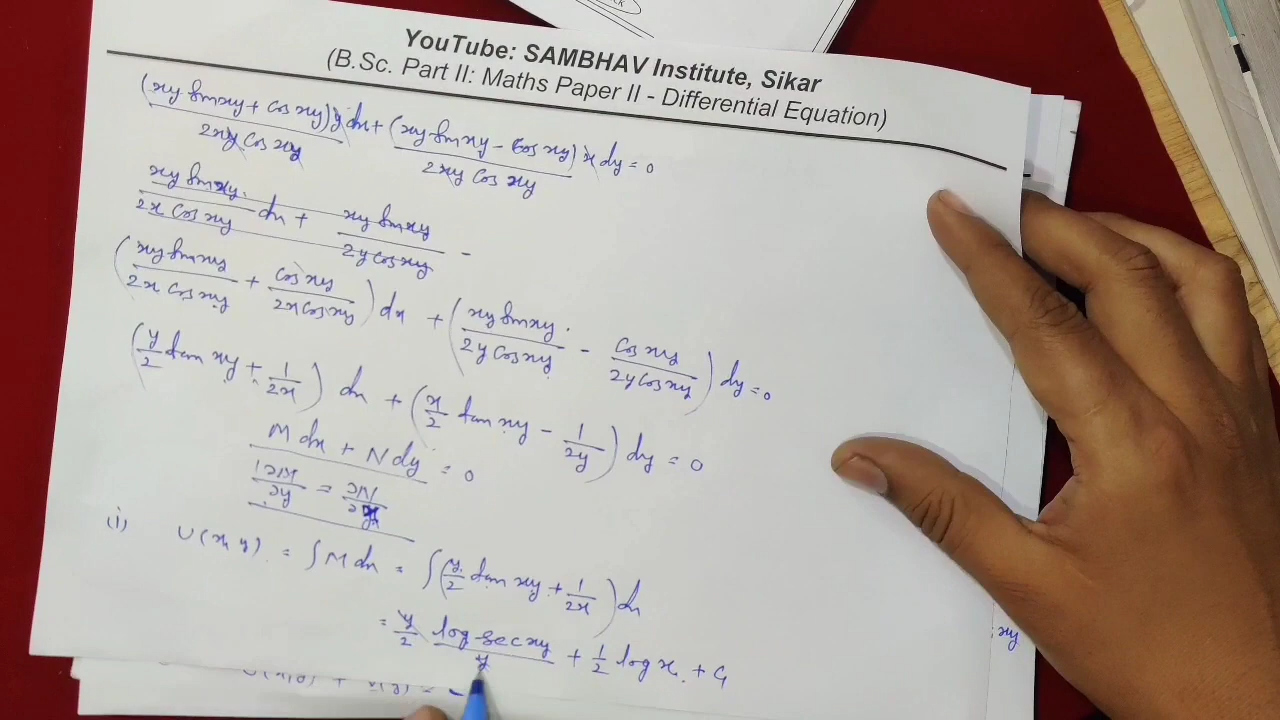 YouTube: SAMBHAV Institute, Sikar
(B.Sc. Part II: Maths Paper II - Differential Equation)
(xy sin xy + cos xy) y dx / 2xy cos xy + (xy sin xy - cos xy) x dy / 2xy cos xy = 0
xy sin xy / 2x cos xy dx + xy sin xy / 2y cos xy -
(xy sin xy / 2x cos xy + cos xy / 2x cos xy) dx + (xy sin xy / 2y cos xy - cos xy / 2y cos xy) dy = 0
(y/2 tan xy + 1/2x) dx + (x/2 tan xy - 1/2y) dy = 0
M dx + N dy = 0
∂M/∂y = ∂N/∂x
(i) U(x, y) = ∫ M dx = ∫ (y/2 tan xy + 1/2x) dx
= y/2 log sec xy / y + 1/2 log x + C₁
xy